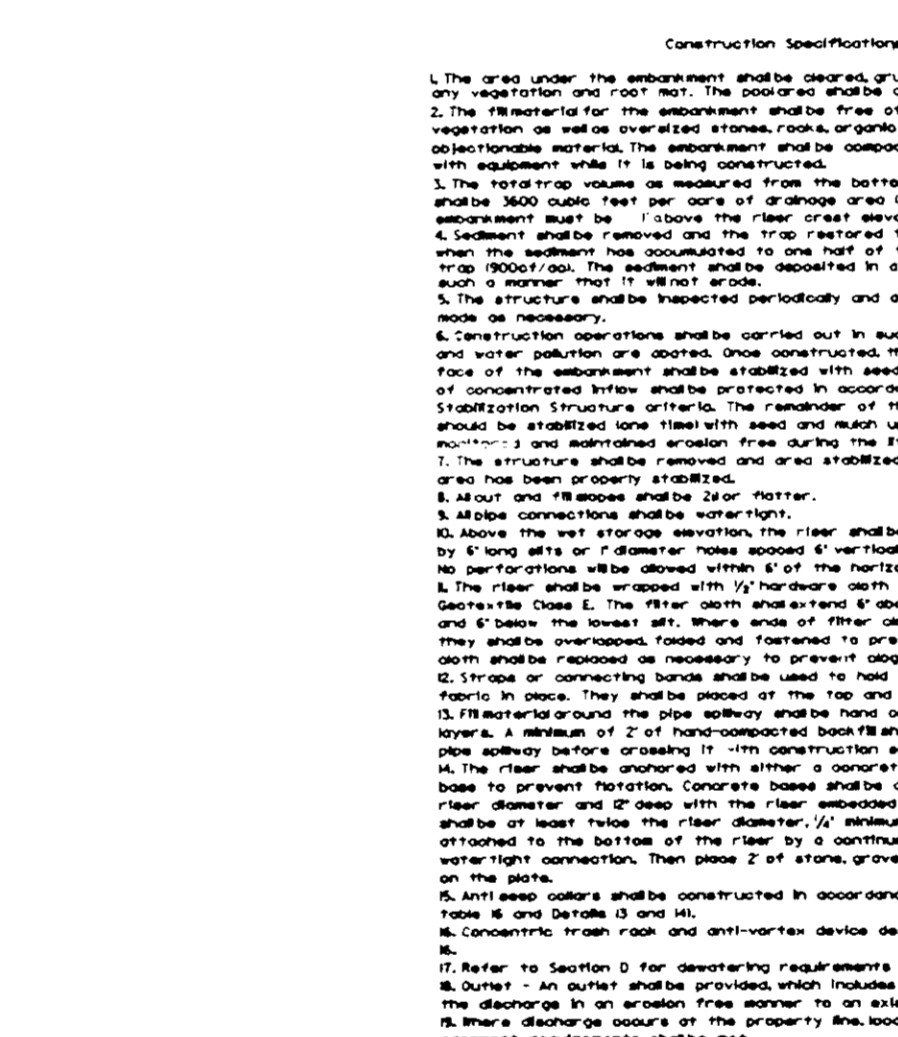 Construction Specifications
1. The area under the embankment shall be cleared, gru
any vegetation and root mat. The pool area shall be c
2. The fill material for the embankment shall be free of
vegetation as well as oversized stones, rocks, organic
objectionable material. The embankment shall be compac
with equipment while it is being constructed.
3. The total trap volume as measured from the botto
shall be 3600 cubic feet per acre of drainage area
embankment must be 1' above the riser crest eleva
4. Sediment shall be removed and the trap restored t
when the sediment has accumulated to one half of
trap (900cf/ac). The sediment shall be deposited in a
such a manner that it will not erode.
5. The structure shall be inspected periodically and
made as necessary.
6. Construction operations shall be carried out in suc
and water pollution are abated. Once constructed, th
face of the embankment shall be stabilized with seed
of concentrated inflow shall be protected in accorda
Stabilization Structure criteria. The remainder of th
should be stabilized (one time) with seed and mulch u
monitored and maintained erosion free during the li
7. The structure shall be removed and area stabilized
area has been properly stabilized.
8. All cut and fill slopes shall be 2:1 or flatter.
9. All pipe connections shall be watertight.
10. Above the wet storage elevation, the riser shall be
by 6" long slits or 1" diameter holes spaced 6" vertical
No perforations will be allowed within 6" of the horizo
11. The riser shall be wrapped with ½" hardware cloth
Geotextile Class E. The filter cloth shall extend 6" abo
and 6" below the lowest slit. Where ends of filter clo
they shall be overlapped, folded and fastened to pre
cloth shall be replaced as necessary to prevent clog
12. Straps or connecting bands shall be used to hold
fabric in place. They shall be placed at the top and
13. Fill material around the pipe spillway shall be hand c
layers. A minimum of 2' of hand-compacted backfill sh
pipe spillway before crossing it with construction e
14. The riser shall be anchored with either a concret
base to prevent flotation. Concrete bases shall be
riser diameter and 12" deep with the riser embedded
shall be at least twice the riser diameter, ¼" minimum
attached to the bottom of the riser by a continu
watertight connection. Then place 2' of stone, grave
on the plate.
15. Anti seep collars shall be constructed in accordanc
table 16 and Details 13 and 14).
16. Concentric trash rack and anti-vortex device de
16.
17. Refer to Section D for dewatering requirements
18. Outlet - An outlet shall be provided, which includes
the discharge in an erosion free manner to an exis
19. Where discharge occurs at the property line, loc
requirements shall be met.